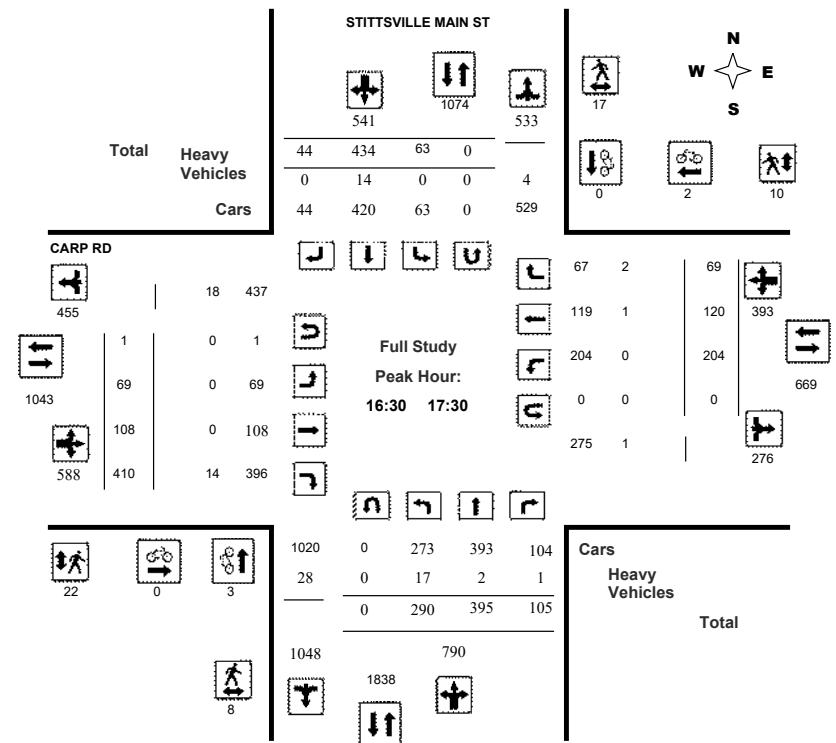 STITTSVILLE MAIN ST
N
W E
S
541 1074 533 17
Total Heavy Vehicles Cars
44 434 63 0
0 14 0 0 4
44 420 63 0 529
0 2 10
CARP RD
455
18 437
1 0 1
1043
69 0 69
108 0 108
588
410 14 396
Full Study
Peak Hour:
16:30 17:30
67 2 69
119 1 120 393
204 0 204
669
0 0 0
275 1
276
22 0 3
8
1020 0 273 393 104 Cars
28 0 17 2 1 Heavy Vehicles
0 290 395 105 Total
1048 790
1838